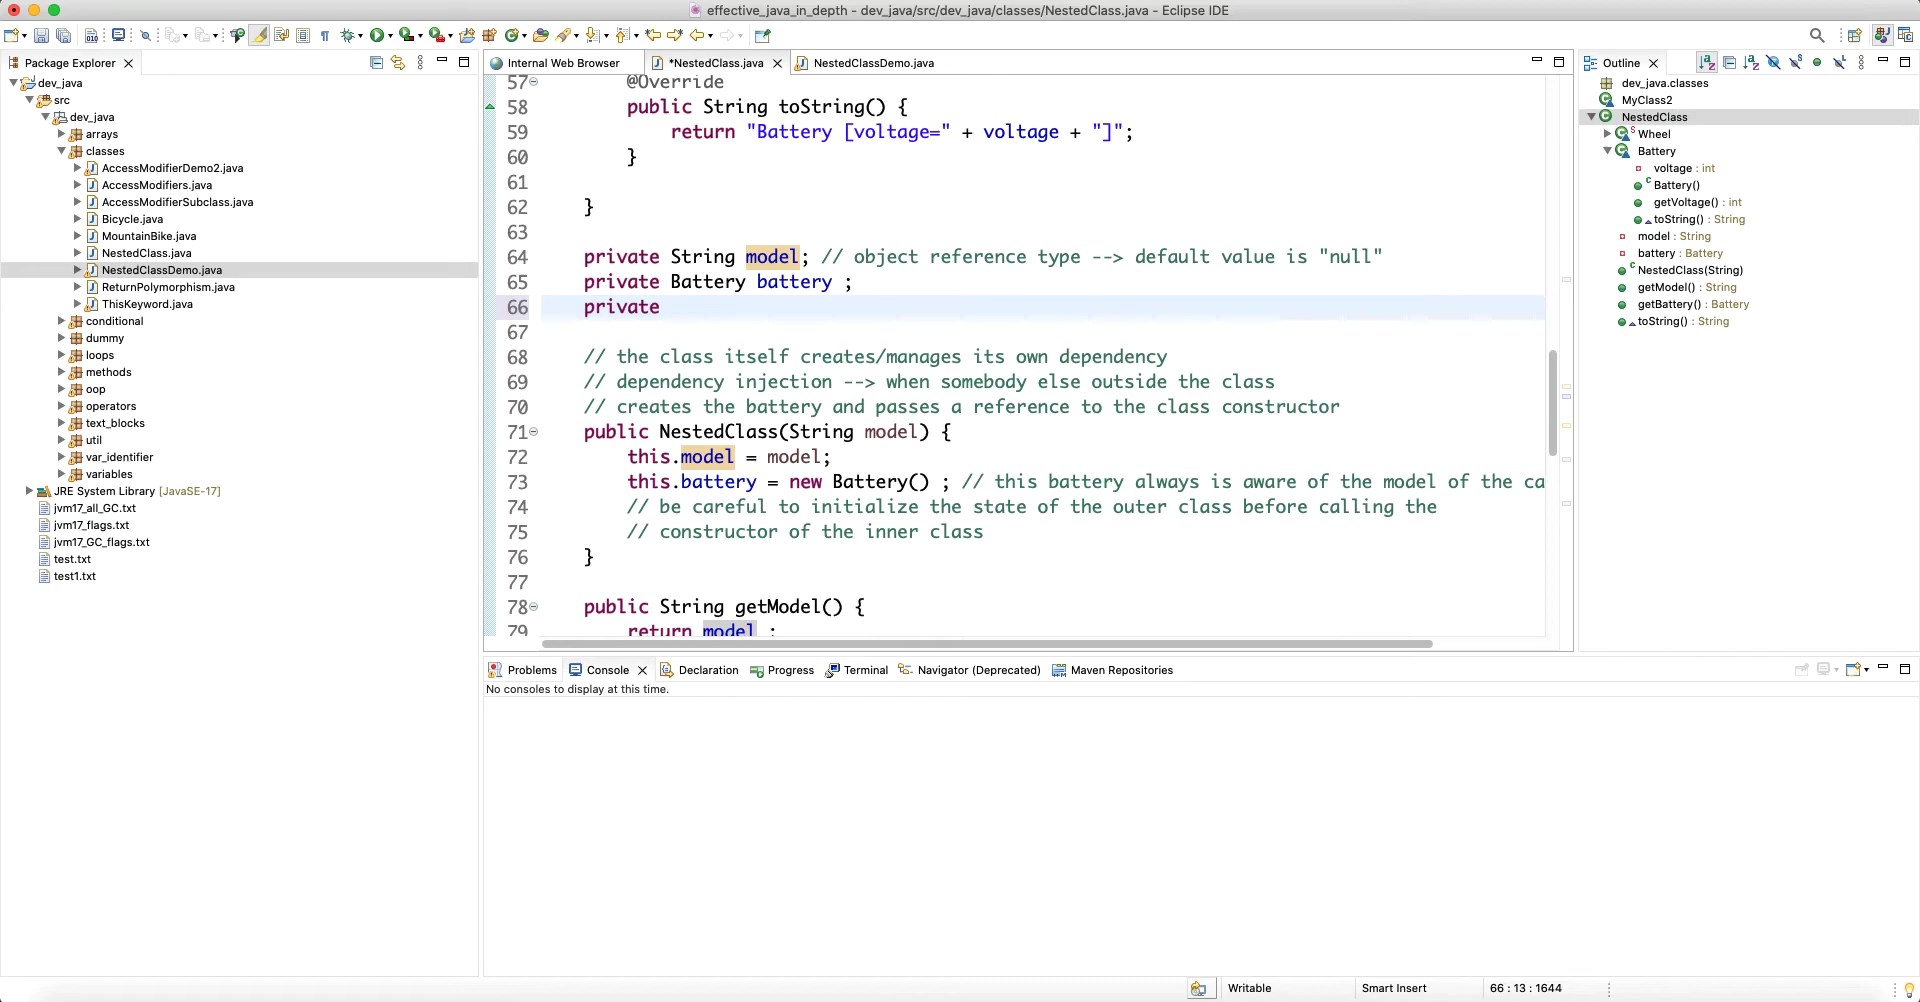 effective_java_in_depth - dev_java/src/dev_java/classes/NestedClass.java - Eclipse IDE
Package Explorer
dev_java
src
dev_java
arrays
classes
AccessModifierDemo2.java
AccessModifiers.java
AccessModifierSubclass.java
Bicycle.java
MountainBike.java
NestedClass.java
NestedClassDemo.java
ReturnPolymorphism.java
ThisKeyword.java
conditional
dummy
loops
methods
oop
operators
text_blocks
util
var_identifier
variables
JRE System Library [JavaSE-17]
jvm17_all_GC.txt
jvm17_flags.txt
jvm17_GC_flags.txt
test.txt
test1.txt
Internal Web Browser
*NestedClass.java
NestedClassDemo.java
57 @Override
58 public String toString() {
59 return "Battery [voltage=" + voltage + "]";
60 }
61
62 }
63
64 private String model; // object reference type --> default value is "null"
65 private Battery battery ;
66 private
67
68 // the class itself creates/manages its own dependency
69 // dependency injection --> when somebody else outside the class
70 // creates the battery and passes a reference to the class constructor
71 public NestedClass(String model) {
72 this.model = model;
73 this.battery = new Battery() ; // this battery always is aware of the model of the ca
74 // be careful to initialize the state of the outer class before calling the
75 // constructor of the inner class
76 }
77
78 public String getModel() {
79 return model ;
Outline
dev_java.classes
MyClass2
NestedClass
Wheel
Battery
voltage : int
Battery()
getVoltage() : int
toString() : String
model : String
battery : Battery
NestedClass(String)
getModel() : String
getBattery() : Battery
toString() : String
Problems
Console
Declaration
Progress
Terminal
Navigator (Deprecated)
Maven Repositories
No consoles to display at this time.
Writable
Smart Insert
66 : 13 : 1644